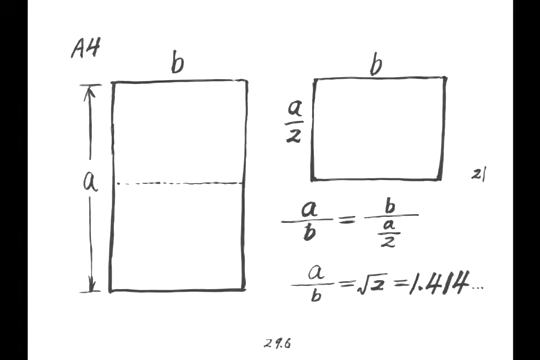 A4
b
a
b
a/2
21
a/b = b/(a/2)
a/b = √2 = 1.414...
29.6